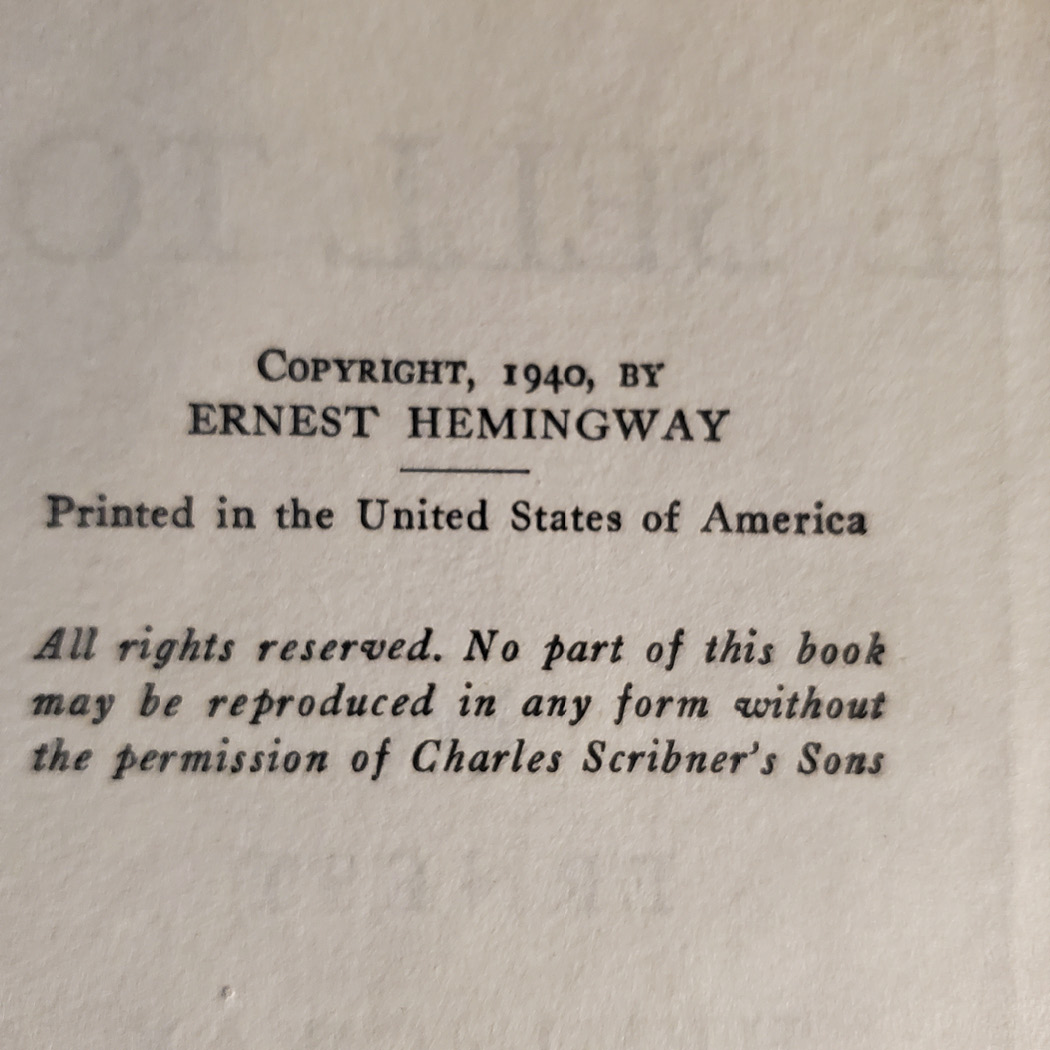 COPYRIGHT, 1940, BY
ERNEST HEMINGWAY
Printed in the United States of America
All rights reserved. No part of this book
may be reproduced in any form without
the permission of Charles Scribner's Sons